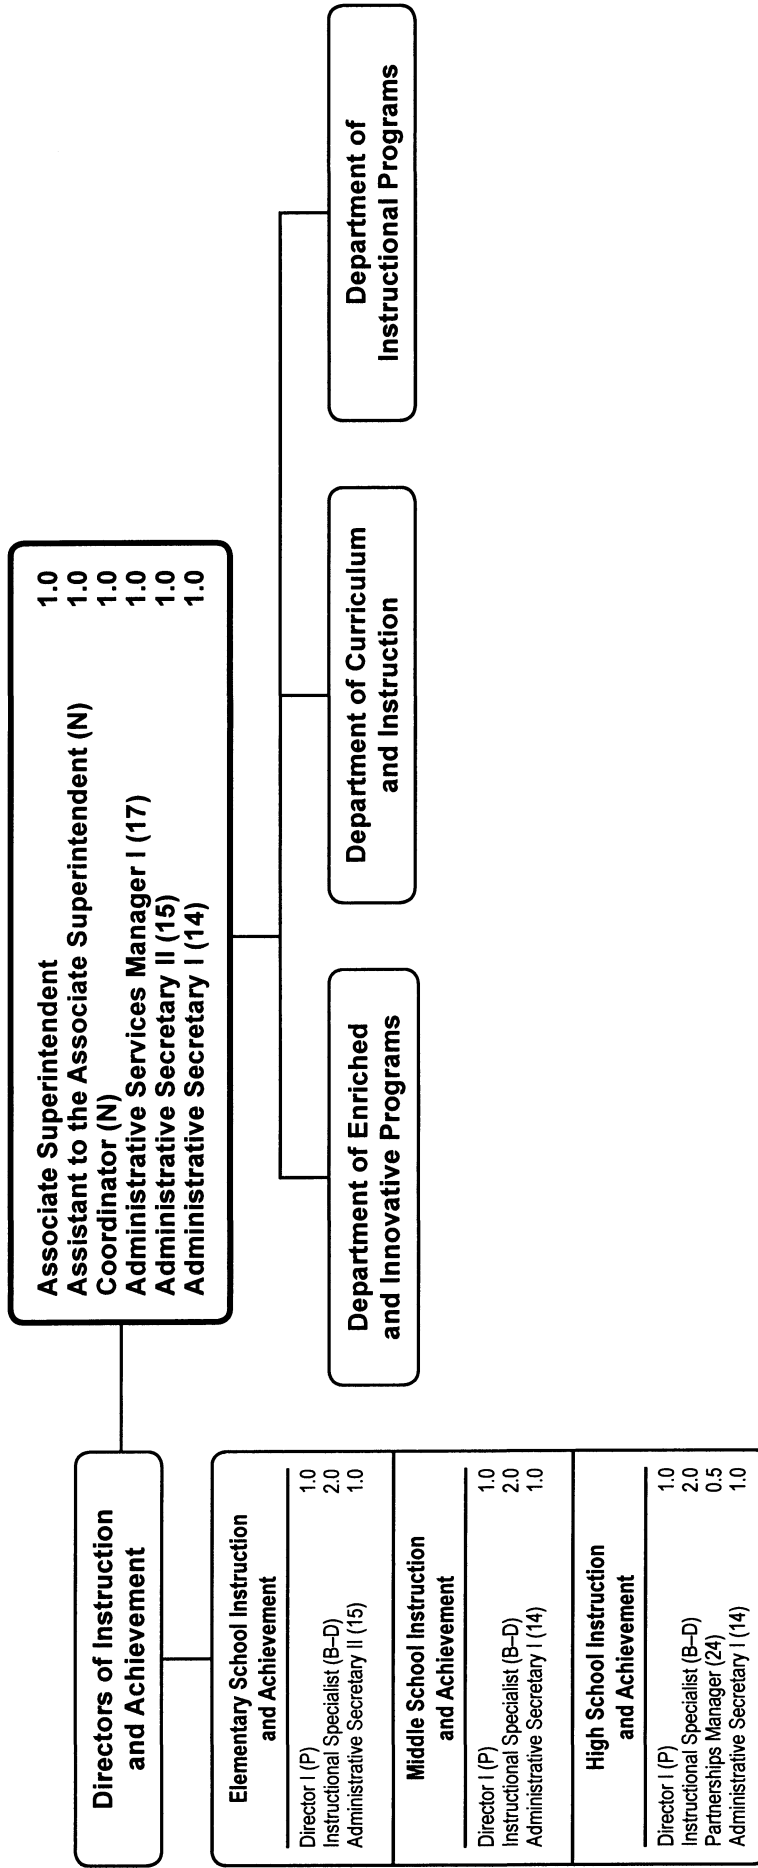 Associate Superintendent 1.0
Assistant to the Associate Superintendent (N) 1.0
Coordinator (N) 1.0
Administrative Services Manager I (17) 1.0
Administrative Secretary II (15) 1.0
Administrative Secretary I (14) 1.0
Directors of Instruction
and Achievement
Elementary School Instruction
and Achievement
Director I (P) 1.0
Instructional Specialist (B–D) 2.0
Administrative Secretary II (15) 1.0
Middle School Instruction
and Achievement
Director I (P) 1.0
Instructional Specialist (B–D) 2.0
Administrative Secretary I (14) 1.0
High School Instruction
and Achievement
Director I (P) 1.0
Instructional Specialist (B–D) 2.0
Partnerships Manager (24) 0.5
Administrative Secretary I (14) 1.0
Department of Enriched
and Innovative Programs
Department of Curriculum
and Instruction
Department of
Instructional Programs